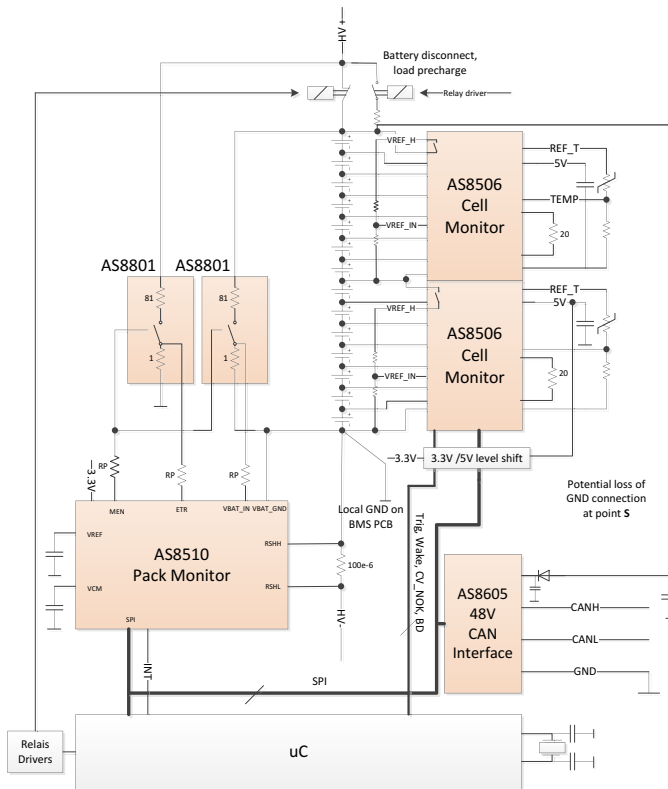 HV+
Battery disconnect,
load precharge
Relay driver
VREF_H
REF_T
5V
AS8506
Cell
Monitor
TEMP
20
VREF_IN
AS8801
AS8801
81
81
1
1
REF_T
5V
VREF_H
AS8506
Cell
Monitor
VREF_IN
20
3.3V
3.3V /5V level shift
RP
RP
RP
3.3V
MEN
ETR
VBAT_IN
VBAT_GND
Local GND on
BMS PCB
Potential loss of
GND connection
at point S
VREF
AS8510
Pack Monitor
RSHH
VCM
RSHL
100e-6
HV-
SPI
INT
Trig, Wake, CV_NOK, BD
AS8605
48V
CAN
Interface
CANH
CANL
GND
SPI
Relais
Drivers
uC